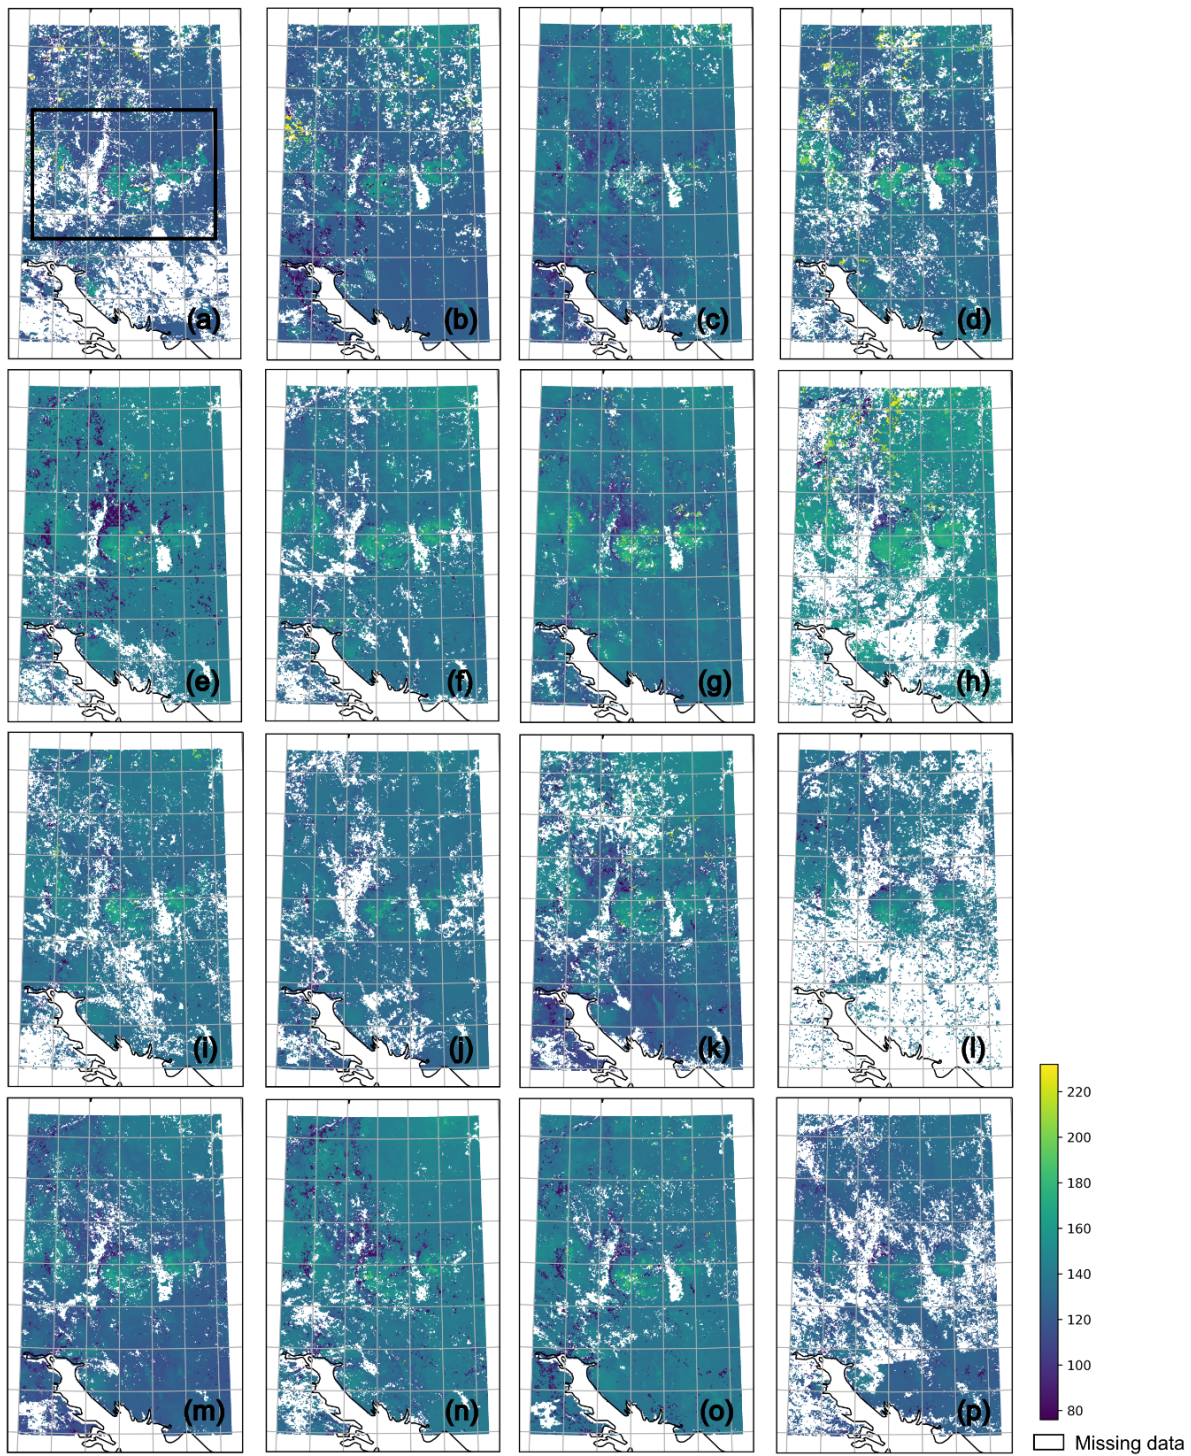 (a)
(b)
(c)
(d)
(e)
(f)
(g)
(h)
(i)
(j)
(k)
(l)
(m)
(n)
(o)
(p)
220
200
180
160
140
120
100
80
Missing data